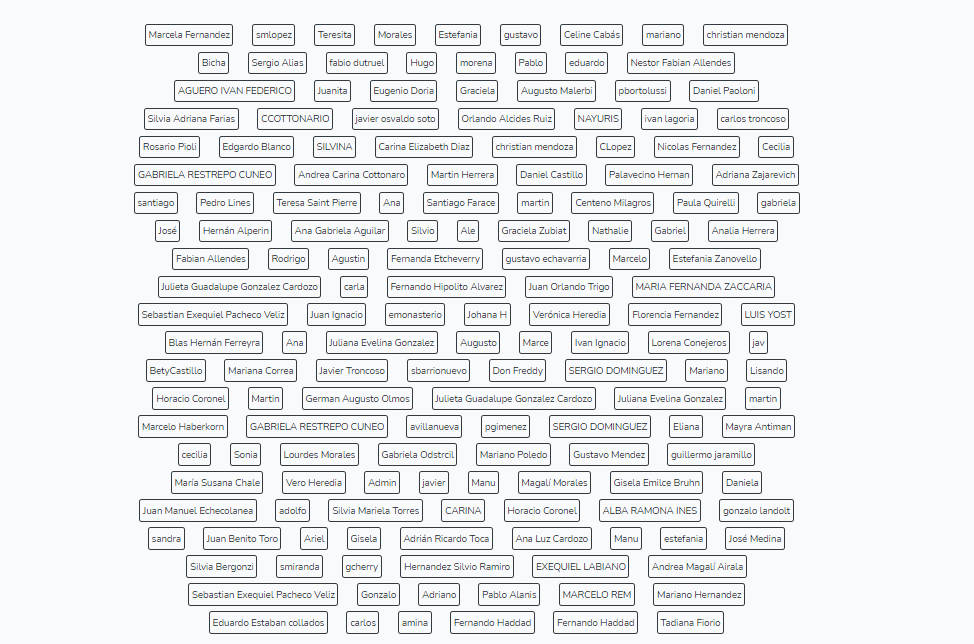 Marcela Fernandez smlopez Teresita Morales Estefania gustavo Celine Cabás mariano christian mendoza
Bicha Sergio Alias fabio dutruel Hugo morena Pablo eduardo Nestor Fabian Allendes
AGUERO IVAN FEDERICO Juanita Eugenio Doria Graciela Augusto Malerbi pbortolussi Daniel Paoloni
Silvia Adriana Farias CCOTTONARIO javier osvaldo soto Orlando Alcides Ruiz NAYURIS ivan lagoria carlos troncoso
Rosario Pioli Edgardo Blanco SILVINA Carina Elizabeth Diaz christian mendoza CLopez Nicolas Fernandez Cecilia
GABRIELA RESTREPO CUNEO Andrea Carina Cottonaro Martin Herrera Daniel Castillo Palavecino Hernan Adriana Zajarevich
santiago Pedro Lines Teresa Saint Pierre Ana Santiago Farace martin Centeno Milagros Paula Quirelli gabriela
José Hernán Alperin Ana Gabriela Aguilar Silvio Ale Graciela Zubiat Nathalie Gabriel Analia Herrera
Fabian Allendes Rodrigo Agustin Fernanda Etcheverry gustavo echavarria Marcelo Estefania Zanovello
Julieta Guadalupe Gonzalez Cardozo carla Fernando Hipolito Alvarez Juan Orlando Trigo MARIA FERNANDA ZACCARIA
Sebastian Exequiel Pacheco Veliz Juan Ignacio emonasterio Johana H Verónica Heredia Florencia Fernandez LUIS YOST
Blas Hernán Ferreyra Ana Juliana Evelina Gonzalez Augusto Marce Ivan Ignacio Lorena Conejeros jav
BetyCastillo Mariana Correa Javier Troncoso sbarrionuevo Don Freddy SERGIO DOMINGUEZ Mariano Lisando
Horacio Coronel Martin German Augusto Olmos Julieta Guadalupe Gonzalez Cardozo Juliana Evelina Gonzalez martin
Marcelo Haberkorn GABRIELA RESTREPO CUNEO avillanueva pgimenez SERGIO DOMINGUEZ Eliana Mayra Antiman
cecilia Sonia Lourdes Morales Gabriela Odstrcil Mariano Poledo Gustavo Mendez guillermo jaramillo
María Susana Chale Vero Heredia Admin javier Manu Magalí Morales Gisela Emilce Bruhn Daniela
Juan Manuel Echecolanea adolfo Silvia Mariela Torres CARINA Horacio Coronel ALBA RAMONA INES gonzalo landolt
sandra Juan Benito Toro Ariel Gisela Adrián Ricardo Toca Ana Luz Cardozo Manu estefania José Medina
Silvia Bergonzi smiranda gcherry Hernandez Silvio Ramiro EXEQUIEL LABIANO Andrea Magalí Airala
Sebastian Exequiel Pacheco Veliz Gonzalo Adriano Pablo Alanis MARCELO REM Mariano Hernandez
Eduardo Estaban collados carlos amina Fernando Haddad Fernando Haddad Tadiana Fiorio